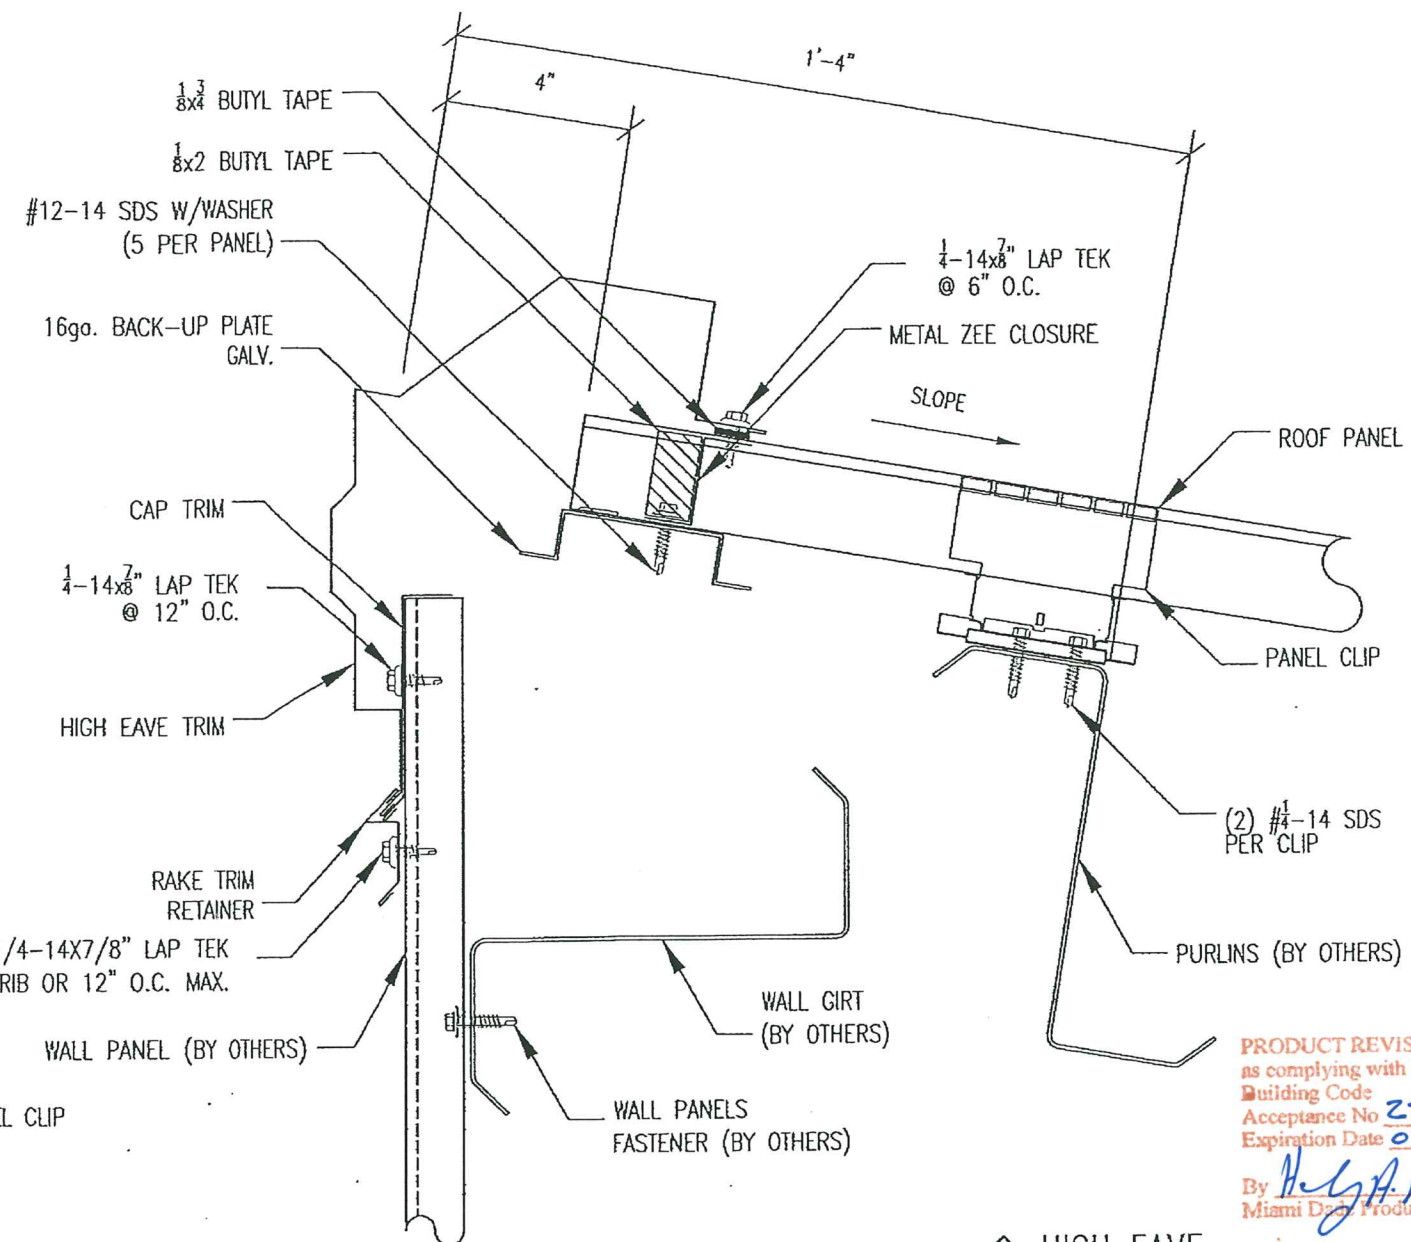 1'-4"
4"
1/8x3/4 BUTYL TAPE
1/8x2 BUTYL TAPE
#12-14 SDS W/WASHER
(5 PER PANEL)
16ga. BACK-UP PLATE
GALV.
1/4-14x7/8" LAP TEK
@ 6" O.C.
METAL ZEE CLOSURE
SLOPE
ROOF PANEL
CAP TRIM
1/4-14x7/8" LAP TEK
@ 12" O.C.
HIGH EAVE TRIM
PANEL CLIP
(2) #1/4-14 SDS
PER CLIP
RAKE TRIM
RETAINER
/4-14X7/8" LAP TEK
RIB OR 12" O.C. MAX.
PURLINS (BY OTHERS)
WALL GIRT
(BY OTHERS)
WALL PANEL (BY OTHERS)
WALL PANELS
FASTENER (BY OTHERS)
CLIP
PRODUCT REVIS
as complying with
Building Code
Acceptance No 2
Expiration Date 0
By
Miami Dade Produ
HIGH EAVE